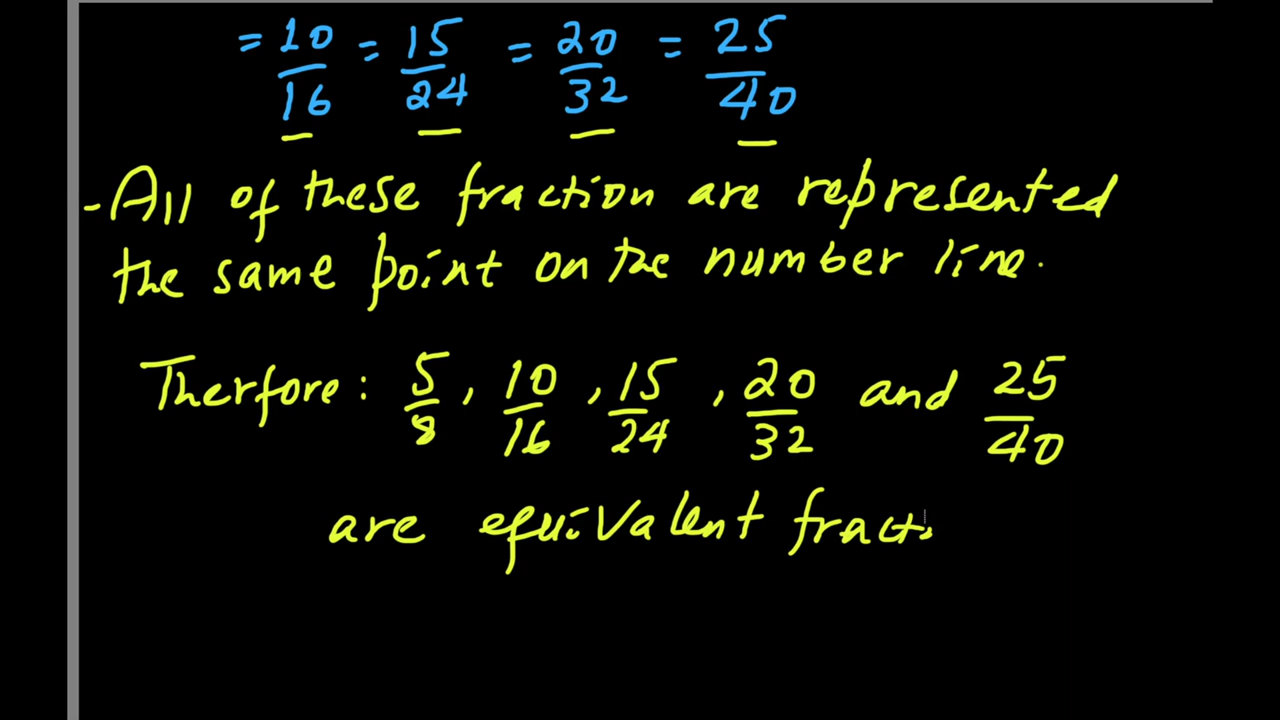 = 10/16 = 15/24 = 20/32 = 25/40
- All of these fraction are represented
the same point on the number line.
Therfore: 5/8, 10/16, 15/24, 20/32 and 25/40
are equivalent fracti